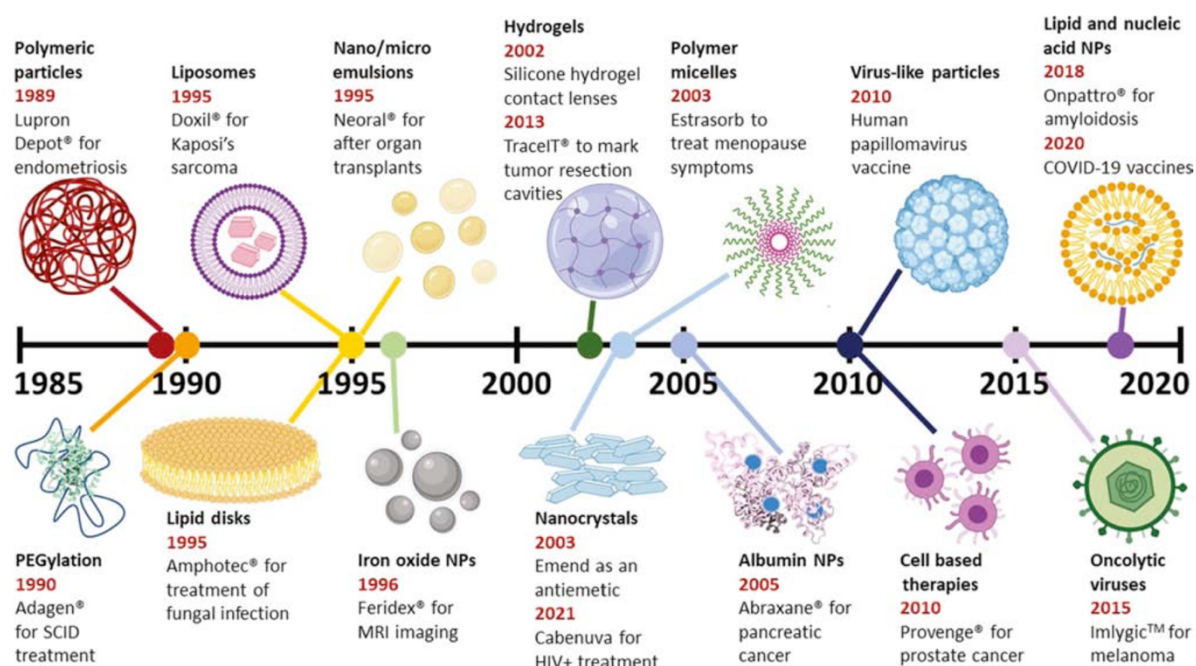 Polymeric
particles
1989
Lupron
Depot® for
endometriosis
Liposomes
1995
Doxil® for
Kaposi's
sarcoma
Nano/micro
emulsions
1995
Neoral® for
after organ
transplants
Hydrogels
2002
Silicone hydrogel
contact lenses
2013
TraceIT® to mark
tumor resection
cavities
Polymer
micelles
2003
Estrasorb to
treat menopause
symptoms
Virus-like particles
2010
Human
papillomavirus
vaccine
Lipid and nucleic
acid NPs
2018
Onpattro® for
amyloidosis
2020
COVID-19 vaccines
1985 1990 1995 2000 2005 2010 2015 2020
PEGylation
1990
Adagen®
for SCID
treatment
Lipid disks
1995
Amphotec® for
treatment of
fungal infection
Iron oxide NPs
1996
Feridex® for
MRI imaging
Nanocrystals
2003
Emend as an
antiemetic
2021
Cabenuva for
HIV+ treatment
Albumin NPs
2005
Abraxane® for
pancreatic
cancer
Cell based
therapies
2010
Provenge® for
prostate cancer
Oncolytic
viruses
2015
Imlygic™ for
melanoma